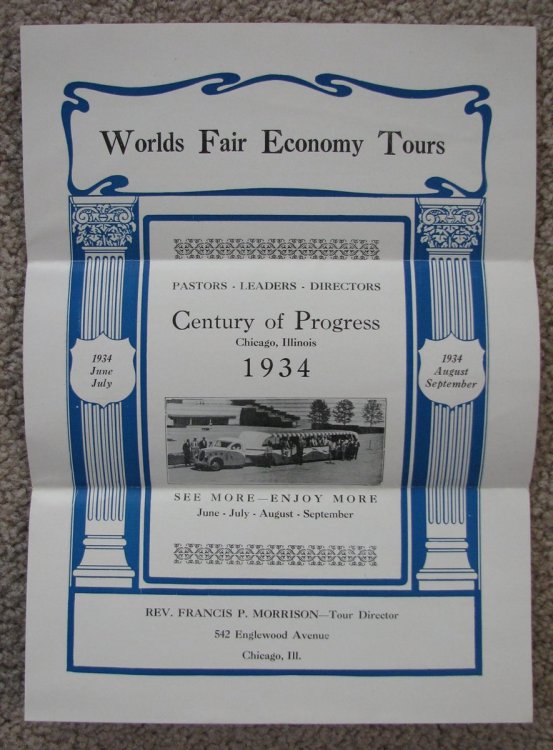 Worlds Fair Economy Tours
PASTORS - LEADERS - DIRECTORS
Century of Progress
Chicago, Illinois
1934
1934
June
July
1934
August
September
SEE MORE—ENJOY MORE
June - July - August - September
REV. FRANCIS P. MORRISON—Tour Director
542 Englewood Avenue
Chicago, Ill.